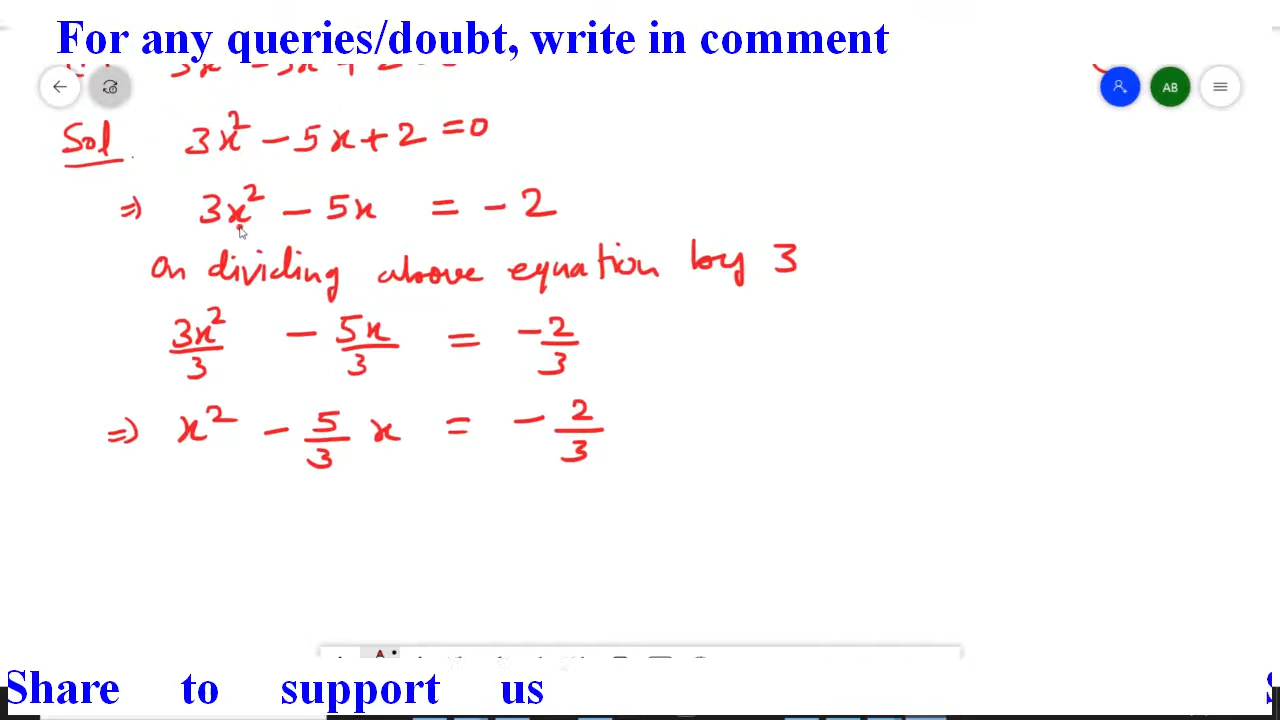 For any queries/doubt, write in comment
AB
Sol. 3x² - 5x + 2 = 0
⇒ 3x² - 5x = - 2
On dividing above equation by 3
3x²/3 - 5x/3 = -2/3
⇒ x² - 5/3 x = - 2/3
Share to support us